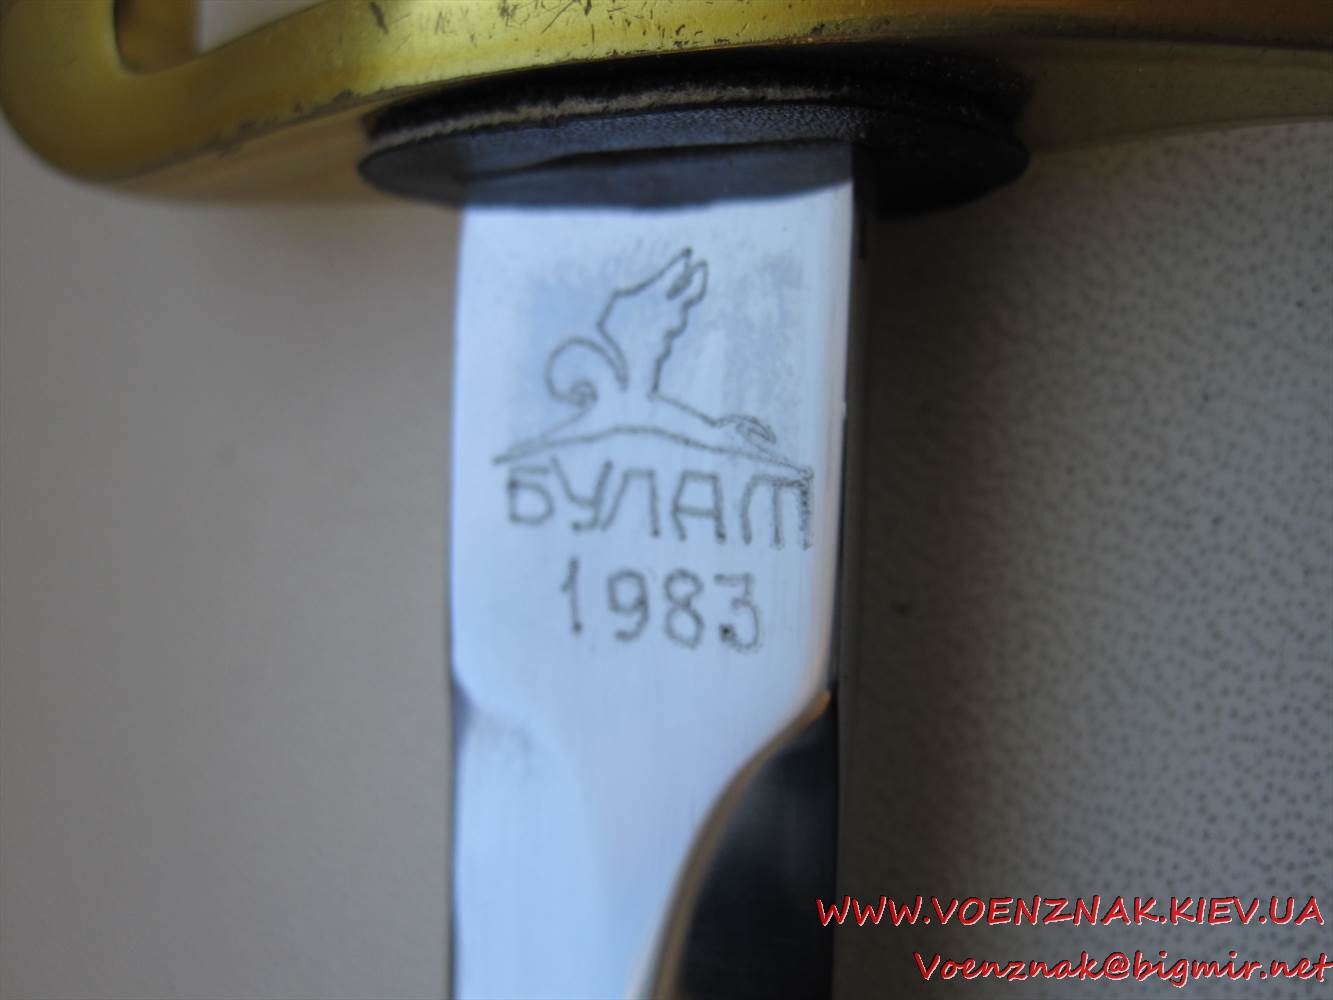 БУЛАТ
1983
WWW.VOENZNAK.KIEV.UA
Voenznak@bigmir.net